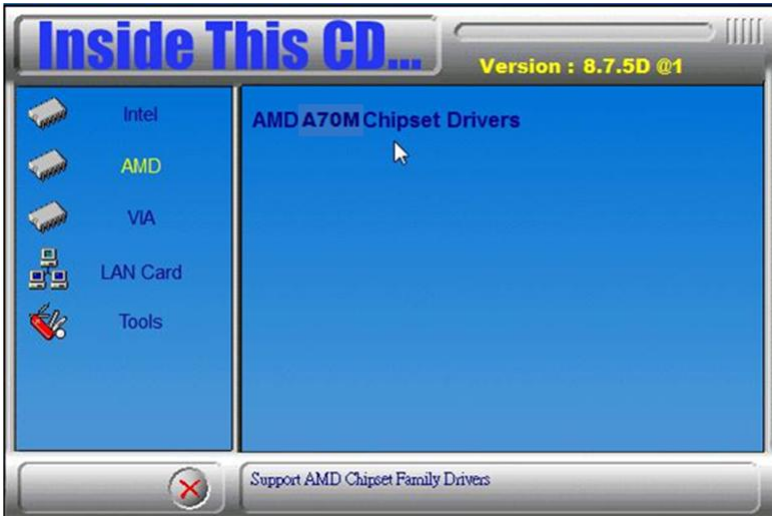 Inside This CD...
Version : 8.7.5D @1
Intel
AMD
VIA
LAN Card
Tools
AMD A70M Chipset Drivers
Support AMD Chipset Family Drivers